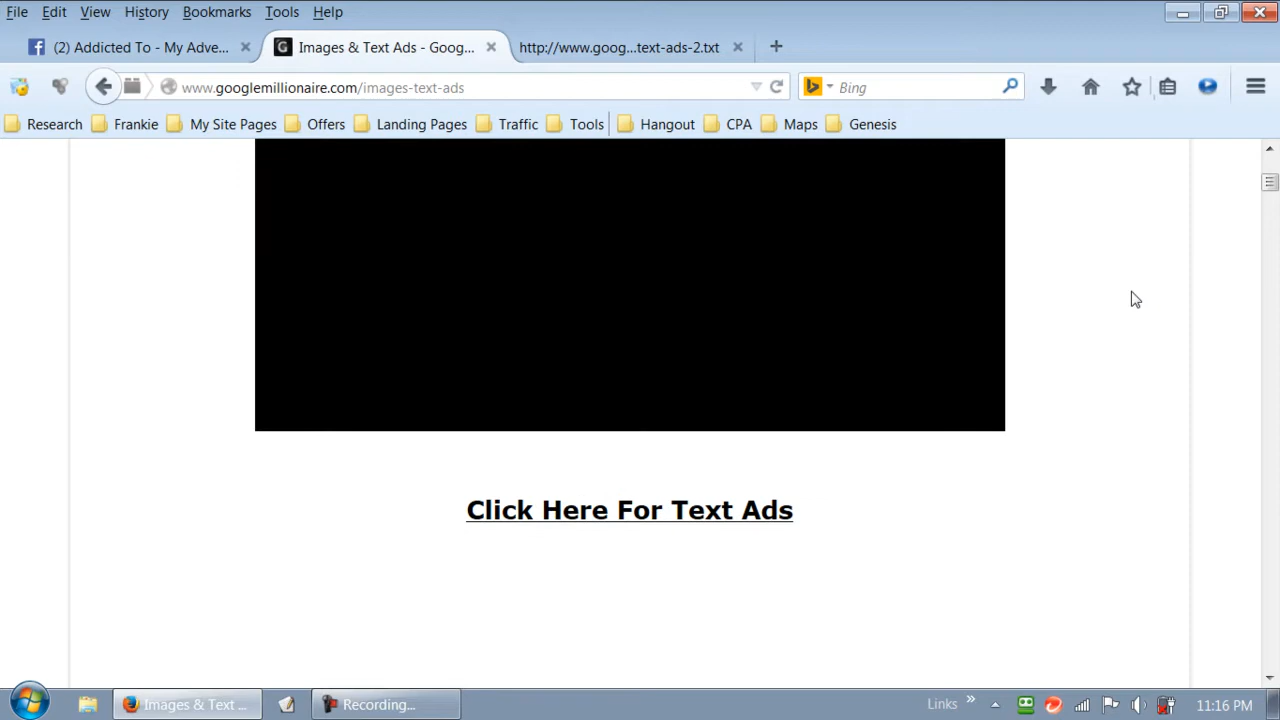 File Edit View History Bookmarks Tools Help
(2) Addicted To - My Adve...
Images & Text Ads - Goog...
http://www.goog...text-ads-2.txt
www.googlemillionaire.com/images-text-ads
Bing
Research Frankie My Site Pages Offers Landing Pages Traffic Tools Hangout CPA Maps Genesis
Click Here For Text Ads
Images & Text ...
Recording...
Links
11:16 PM